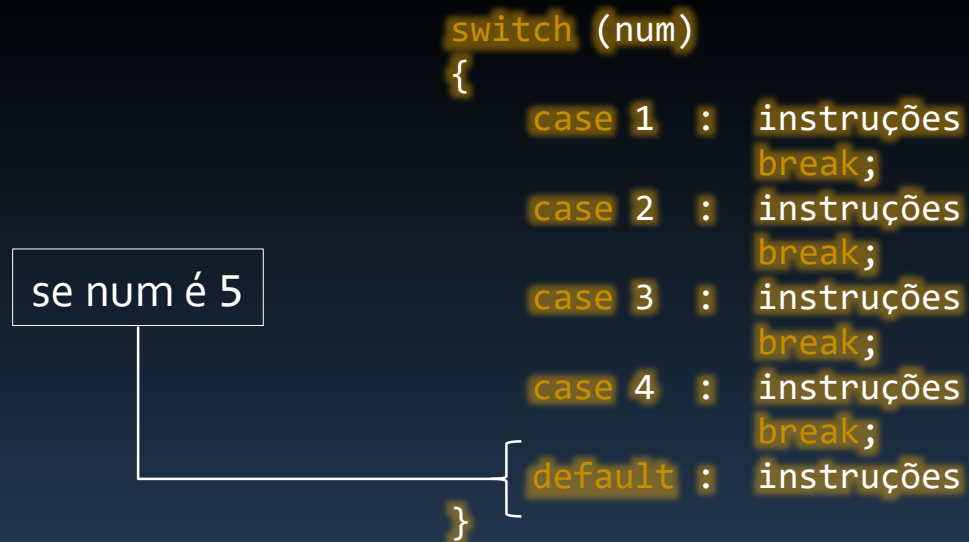 switch (num)
{
case 1 : instruções
break;
case 2 : instruções
break;
case 3 : instruções
break;
se num é 5
case 4 : instruções
break;
default : instruções
}